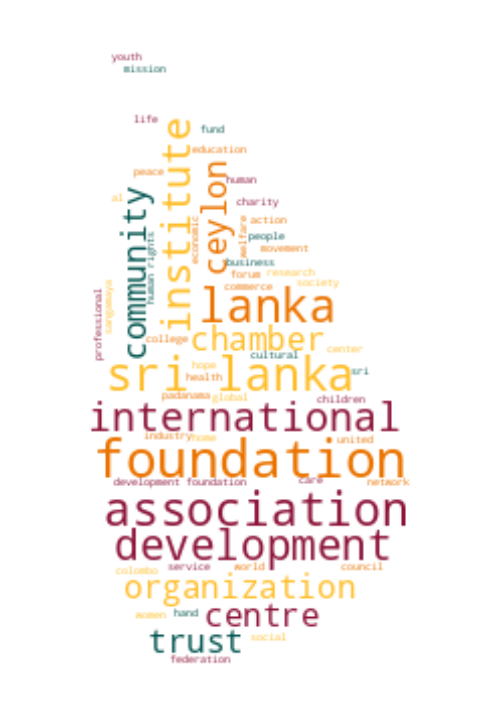 youth
mission
life
fund
institute
education
ceylon
peace
human
community
al
charity
economic
welfare
action
people
human rights
movement
business
forum
research
sangamaya
commerce
society
professional
lanka
college
chamber
cultural
center
sri lanka
hope
sri
health
padanama
global
children
international
industry
home
united
foundation
development foundation
care
network
association
development
colombo
service
world
council
organization
women
hand
centre
trust
social
federation